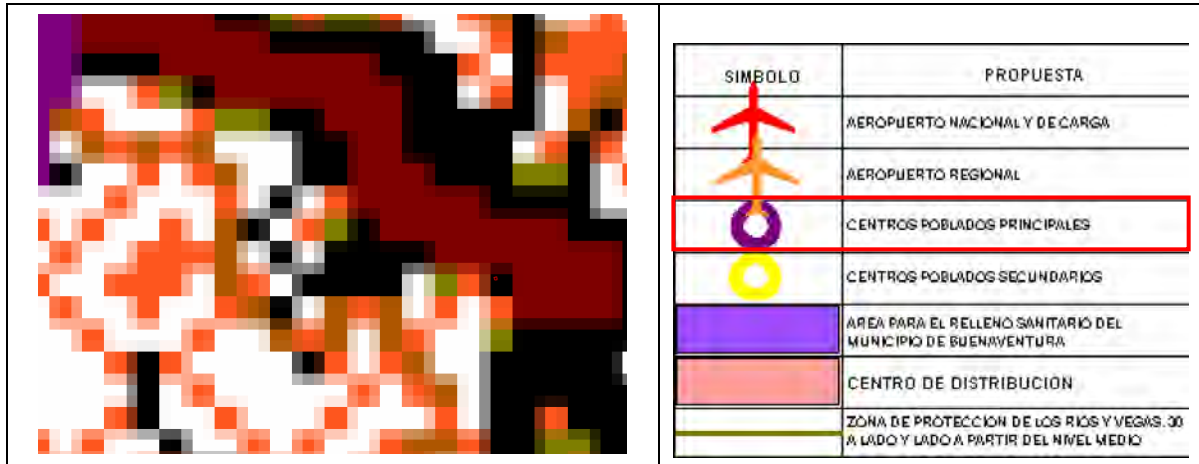 SIMBOLO PROPUESTA
AEROPUERTO NACIONAL Y DE CARGA
AEROPUERTO REGIONAL
CENTROS POBLADOS PRINCIPALES
CENTROS POBLADOS SECUNDARIOS
AREA PARA EL RELLENO SANITARIO DEL
MUNICIPIO DE BUENAVENTURA
CENTRO DE DISTRIBUCION
ZONA DE PROTECCION DE LOS RIOS Y VEGAS. 30
A LADO Y LADO A PARTIR DEL NIVEL MEDIO